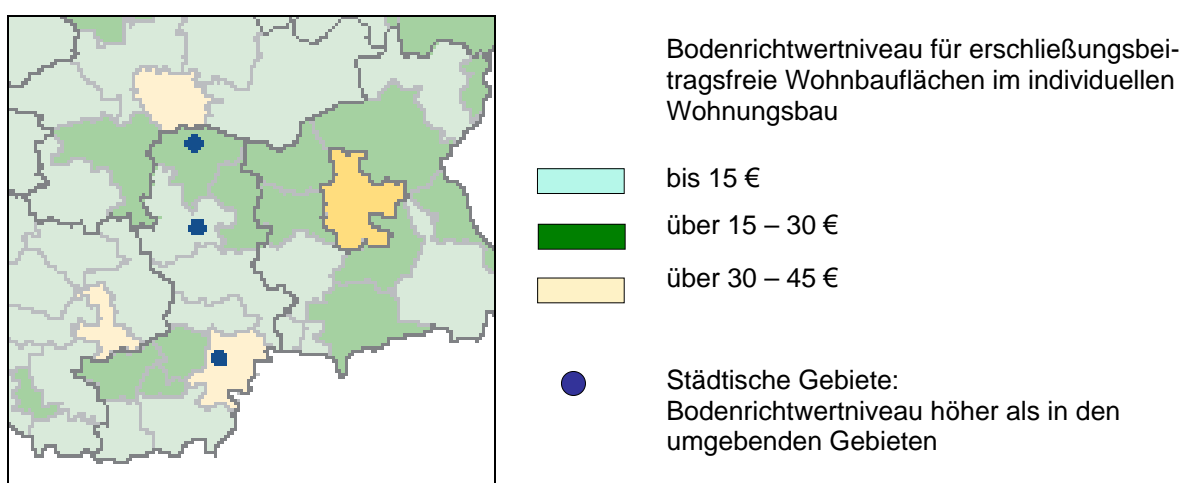 Bodenrichtwertniveau für erschließungsbei-
tragsfreie Wohnbauflächen im individuellen
Wohnungsbau
bis 15 €
über 15 – 30 €
über 30 – 45 €
Städtische Gebiete:
Bodenrichtwertniveau höher als in den
umgebenden Gebieten